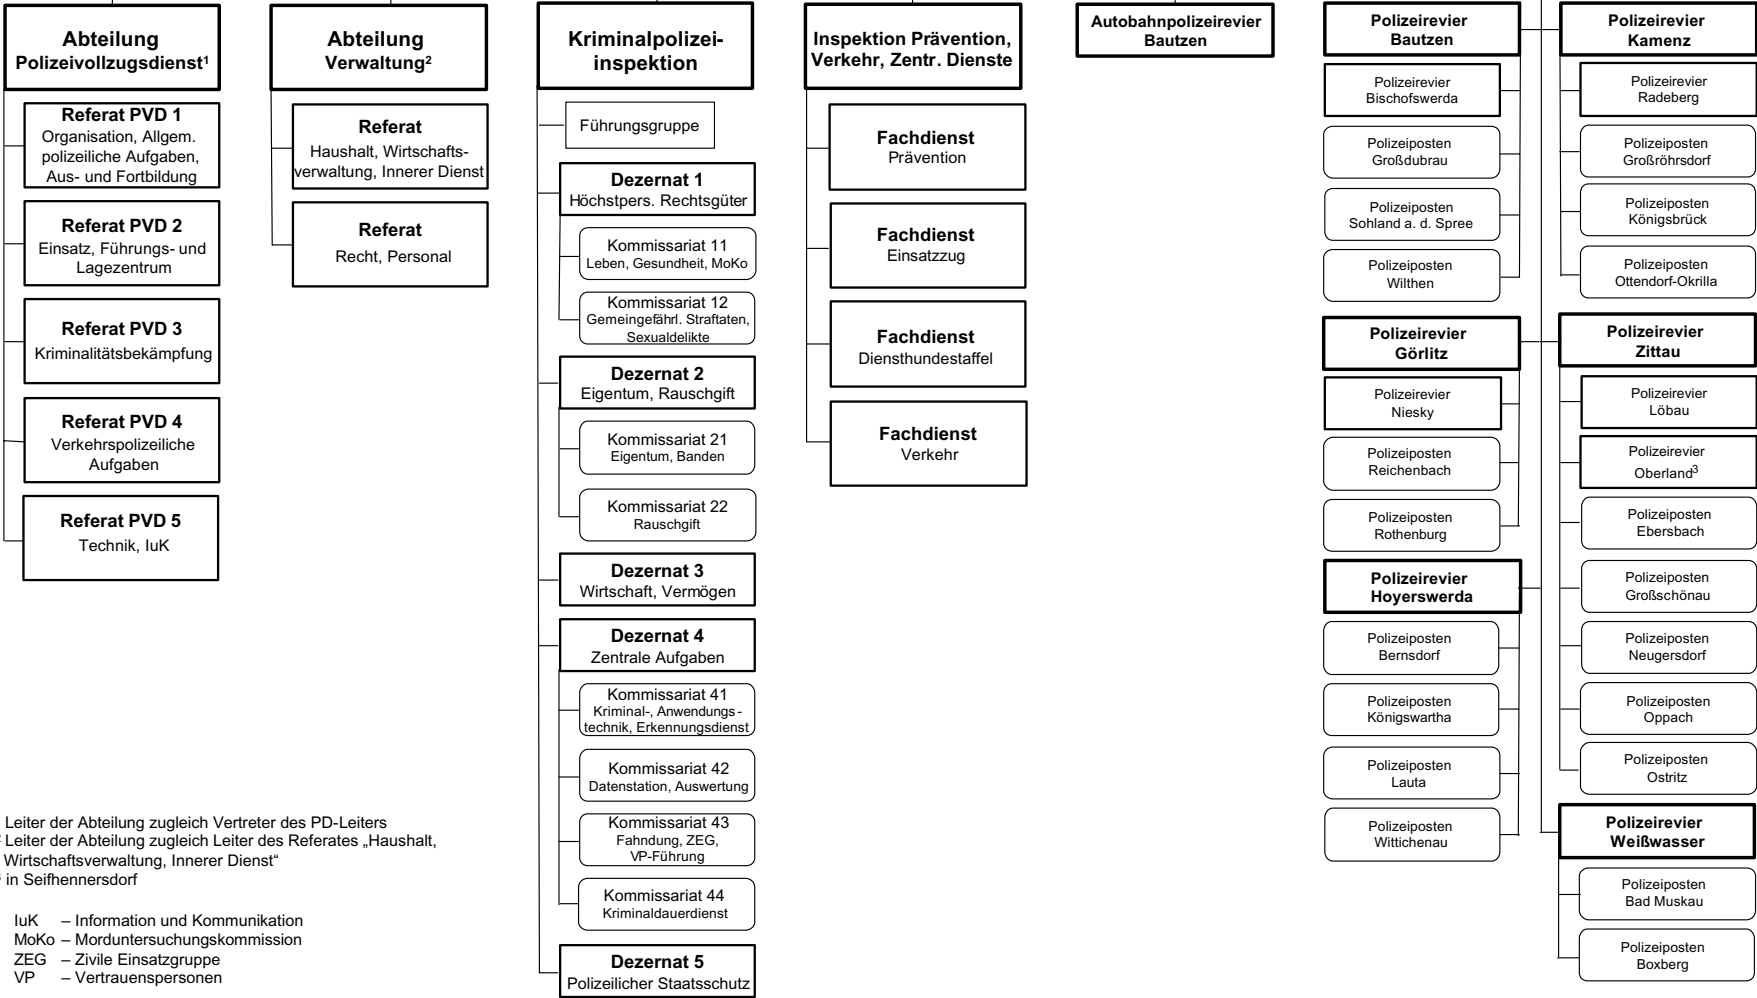 Abteilung
Polizeivollzugsdienst¹
Referat PVD 1
Organisation, Allgem.
polizeiliche Aufgaben,
Aus- und Fortbildung
Referat PVD 2
Einsatz, Führungs- und
Lagezentrum
Referat PVD 3
Kriminalitätsbekämpfung
Referat PVD 4
Verkehrspolizeiliche
Aufgaben
Referat PVD 5
Technik, IuK
Abteilung
Verwaltung²
Referat
Haushalt, Wirtschafts-
verwaltung, Innerer Dienst
Referat
Recht, Personal
Kriminalpolizei-
inspektion
Führungsgruppe
Dezernat 1
Höchstpers. Rechtsgüter
Kommissariat 11
Leben, Gesundheit, MoKo
Kommissariat 12
Gemeingefährl. Straftaten,
Sexualdelikte
Dezernat 2
Eigentum, Rauschgift
Kommissariat 21
Eigentum, Banden
Kommissariat 22
Rauschgift
Dezernat 3
Wirtschaft, Vermögen
Dezernat 4
Zentrale Aufgaben
Kommissariat 41
Kriminal-, Anwendungs-
technik, Erkennungsdienst
Kommissariat 42
Datenstation, Auswertung
Kommissariat 43
Fahndung, ZEG,
VP-Führung
Kommissariat 44
Kriminaldauerdienst
Dezernat 5
Polizeilicher Staatsschutz
Inspektion Prävention,
Verkehr, Zentr. Dienste
Fachdienst
Prävention
Fachdienst
Einsatzzug
Fachdienst
Diensthundestaffel
Fachdienst
Verkehr
Autobahnpolizeirevier
Bautzen
Polizeirevier
Bautzen
Polizeirevier
Bischofswerda
Polizeiposten
Großdubrau
Polizeiposten
Sohland a. d. Spree
Polizeiposten
Wilthen
Polizeirevier
Görlitz
Polizeirevier
Niesky
Polizeiposten
Reichenbach
Polizeiposten
Rothenburg
Polizeirevier
Hoyerswerda
Polizeiposten
Bernsdorf
Polizeiposten
Königswartha
Polizeiposten
Lauta
Polizeiposten
Wittichenau
Polizeirevier
Kamenz
Polizeirevier
Radeberg
Polizeiposten
Großröhrsdorf
Polizeiposten
Königsbrück
Polizeiposten
Ottendorf-Okrilla
Polizeirevier
Zittau
Polizeirevier
Löbau
Polizeirevier
Oberland³
Polizeiposten
Ebersbach
Polizeiposten
Großschönau
Polizeiposten
Neugersdorf
Polizeiposten
Oppach
Polizeiposten
Ostritz
Polizeirevier
Weißwasser
Polizeiposten
Bad Muskau
Polizeiposten
Boxberg
Leiter der Abteilung zugleich Vertreter des PD-Leiters
Leiter der Abteilung zugleich Leiter des Referates „Haushalt,
Wirtschaftsverwaltung, Innerer Dienst“
in Seifhennersdorf
IuK – Information und Kommunikation
MoKo – Morduntersuchungskommission
ZEG – Zivile Einsatzgruppe
VP – Vertrauenspersonen